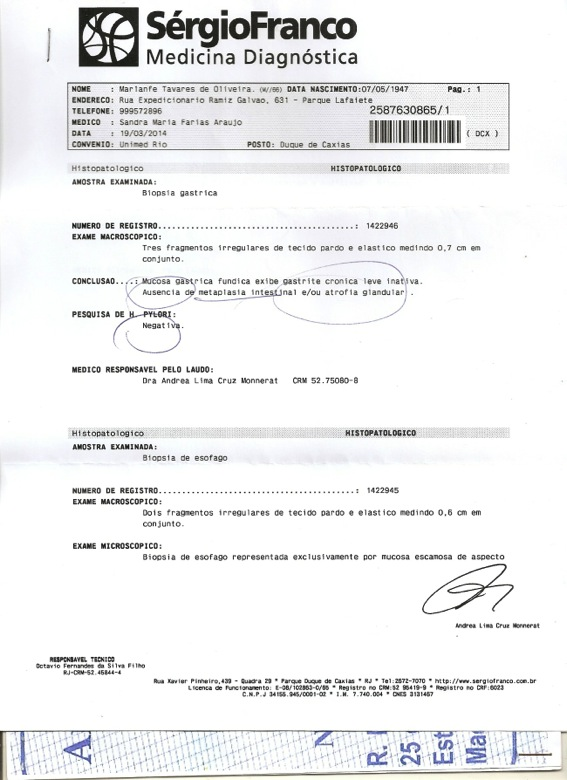 SérgioFranco
Medicina Diagnóstica
NOME : Marlanfe Tavares de Oliveira. (M/66) DATA NASCIMENTO:07/05/1947 Pag.: 1
ENDERECO: Rua Expedicionario Ramiz Galvao, 631 - Parque Lafaiete
TELEFONE: 999572896 2587630865/1
MEDICO : Sandra Maria Farias Araujo
DATA : 19/03/2014 ( DCX )
CONVENIO: Unimed Rio POSTO: Duque de Caxias
Histopatologico HISTOPATOLOGICO
AMOSTRA EXAMINADA:
Biopsia gastrica
NUMERO DE REGISTRO............................................: 1422946
EXAME MACROSCOPICO:
Tres fragmentos irregulares de tecido pardo e elastico medindo 0,7 cm em
conjunto.
CONCLUSAO....: Mucosa gastrica fundica exibe gastrite cronica leve inativa.
Ausencia de metaplasia intestinal e/ou atrofia glandular .
PESQUISA DE H. PYLORI:
Negativa.
MEDICO RESPONSAVEL PELO LAUDO:
Dra Andrea Lima Cruz Monnerat CRM 52.75080-8
Histopatologico HISTOPATOLOGICO
AMOSTRA EXAMINADA:
Biopsia de esofago
NUMERO DE REGISTRO............................................: 1422945
EXAME MACROSCOPICO:
Dois fragmentos irregulares de tecido pardo e elastico medindo 0,6 cm em
conjunto.
EXAME MICROSCOPICO:
Biopsia de esofago representada exclusivamente por mucosa escamosa de aspecto
Andrea Lima Cruz Monnerat
RESPONSAVEL TECNICO
Octavio Fernandes da Silva Filho
RJ-CRM-52.45844-4
Rua Xavier Pinheiro,439 - Quadra 29 * Parque Duque de Caxias * RJ * Tel:2672-7070 * http://www.sergiofranco.com.br
Licenca de Funcionamento: E-08/102863-0/66 * Registro no CRM:52 95419-9 * Registro no CRF:6023
C.N.P.J 34155.945/0001-02 * I.M. 7.740.004 * CNES 3131467
R. I
25 d
Est
Mag